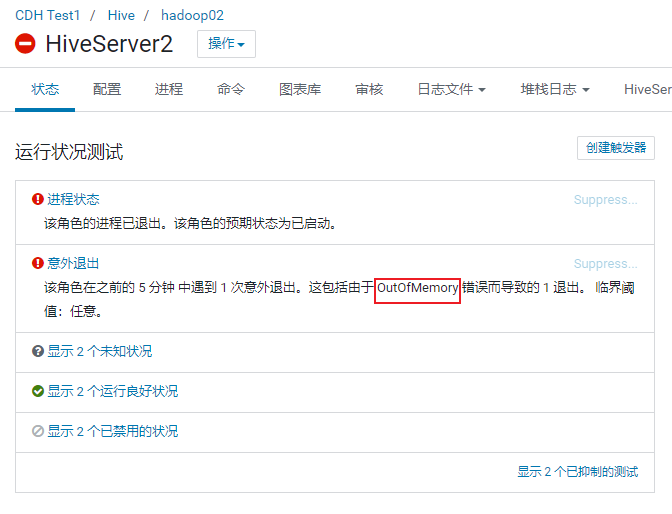 CDH Test1 / Hive / hadoop02
HiveServer2 操作
状态 配置 进程 命令 图表库 审核 日志文件 堆栈日志 HiveSer
运行状况测试 创建触发器
进程状态 Suppress...
该角色的进程已退出。该角色的预期状态为已启动。
意外退出 Suppress...
该角色在之前的 5 分钟 中遇到 1 次意外退出。这包括由于 OutOfMemory 错误而导致的 1 退出。 临界阈
值：任意。
显示 2 个未知状况
显示 2 个运行良好状况
显示 2 个已禁用的状况
显示 2 个已抑制的测试